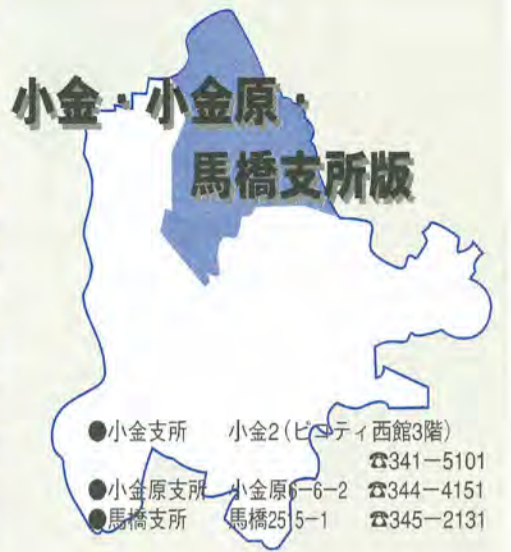 小金・小金原・
馬橋支所版
●小金支所 小金2(ピコティ西館3階)
☎341−5101
●小金原支所 小金原6−6−2 ☎344−4151
●馬橋支所 馬橋2515−1 ☎345−2131